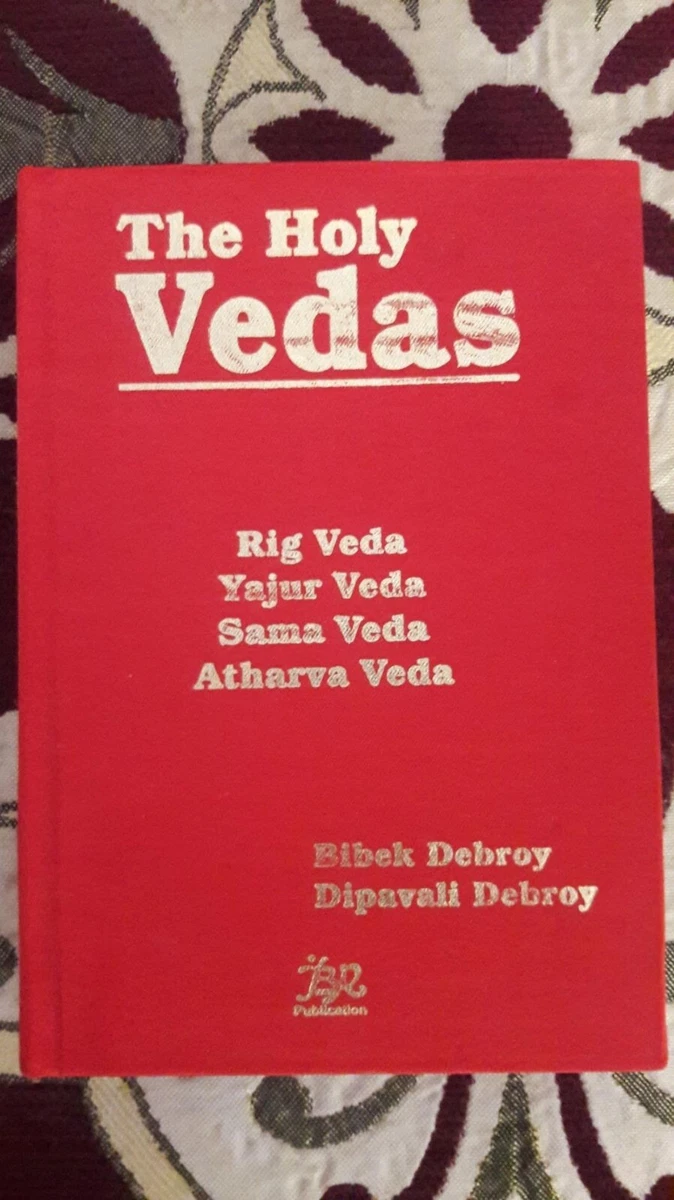 The Holy
Vedas
Rig Veda
Yajur Veda
Sama Veda
Atharva Veda
Bibek Debroy
Dipavali Debroy
Publication